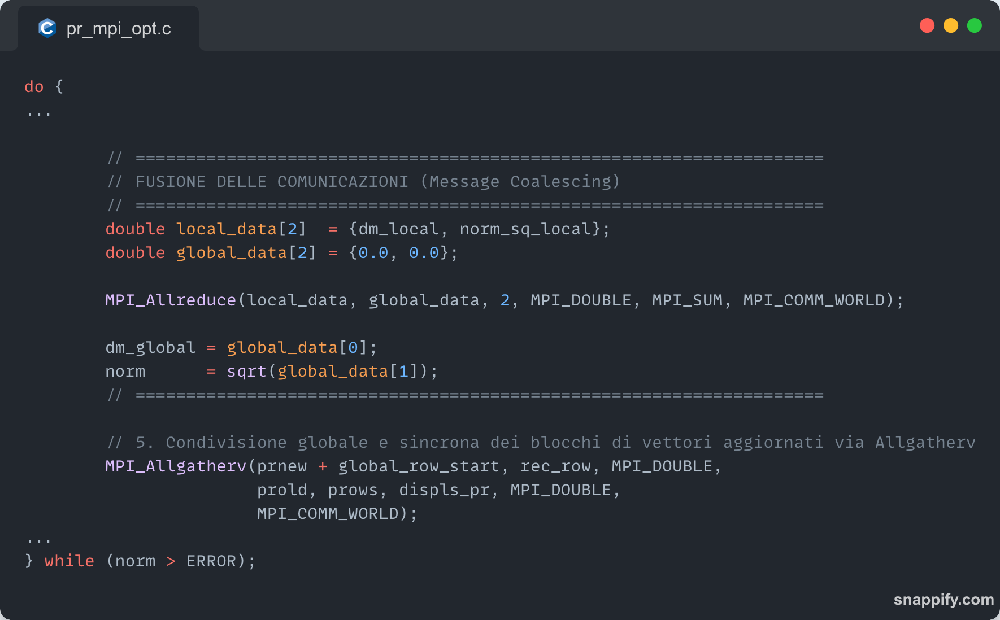 pr_mpi_opt.c
do {
...
// ====================================================================
// FUSIONE DELLE COMUNICAZIONI (Message Coalescing)
// ====================================================================
double local_data[2]  = {dm_local, norm_sq_local};
double global_data[2] = {0.0, 0.0};
MPI_Allreduce(local_data, global_data, 2, MPI_DOUBLE, MPI_SUM, MPI_COMM_WORLD);
dm_global = global_data[0];
norm      = sqrt(global_data[1]);
// ====================================================================
// 5. Condivisione globale e sincrona dei blocchi di vettori aggiornati via Allgatherv
MPI_Allgatherv(prnew + global_row_start, rec_row, MPI_DOUBLE,
prold, prows, displs_pr, MPI_DOUBLE,
MPI_COMM_WORLD);
...
} while (norm > ERROR);
snappify.com